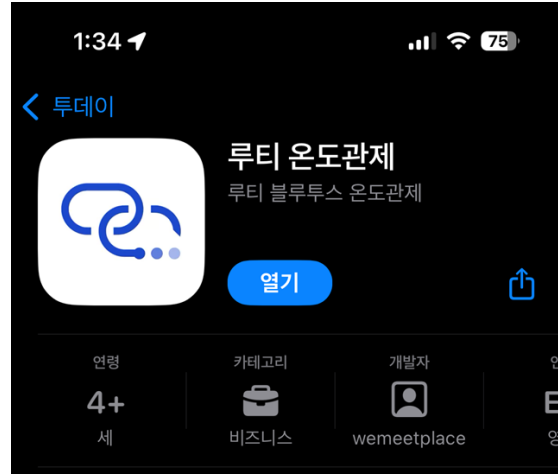 1:34
75
투데이
루티 온도관제
루티 블루투스 온도관제
열기
연령
카테고리
개발자
4+
세
비즈니스
wemeetplace